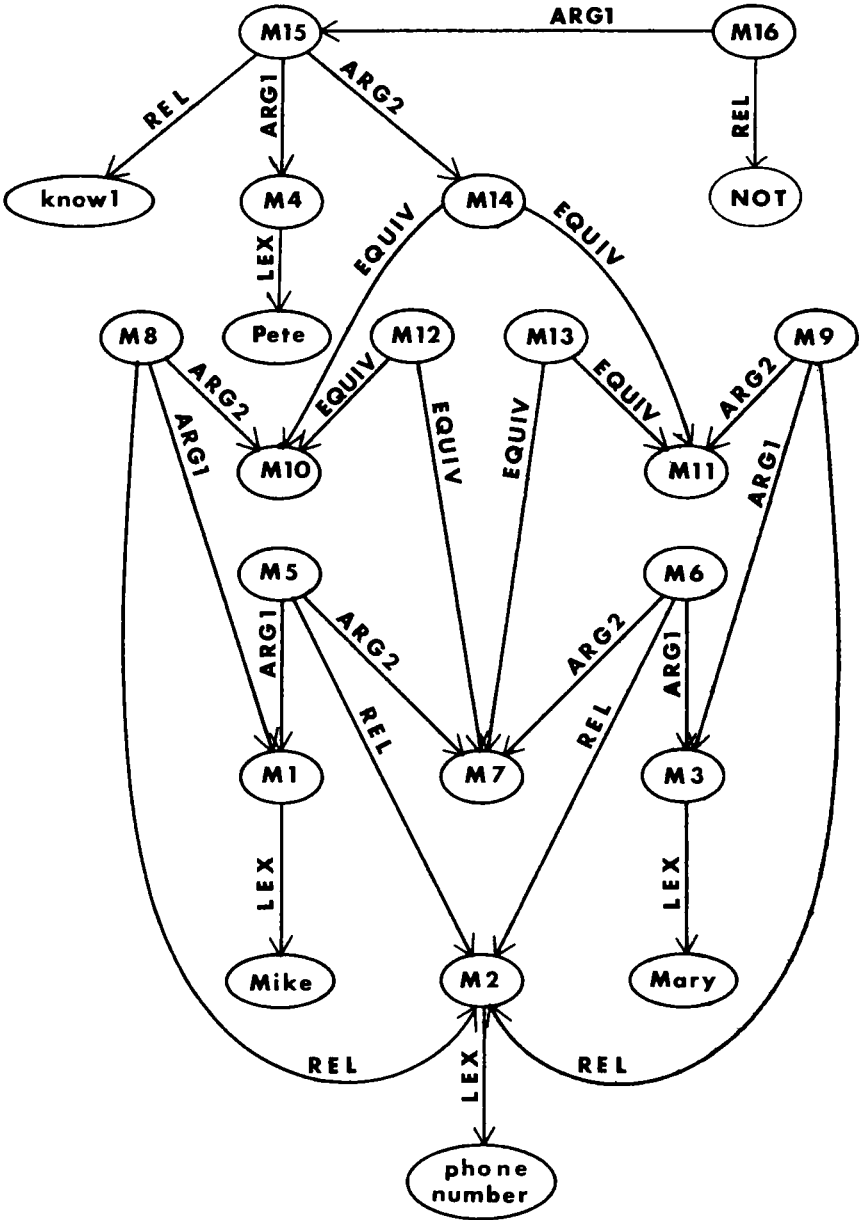 ARG1
M15
M16
REL
ARG1
ARG2
REL
know1
M4
M14
NOT
LEX
EQUIV
EQUIV
M8
Pete
M12
M13
M9
ARG2
EQUIV
EQUIV
ARG2
ARG1
EQUIV
EQUIV
ARG1
M10
M11
M5
M6
ARG1
ARG2
ARG2
ARG1
REL
REL
M1
M7
M3
LEX
LEX
Mike
M2
Mary
REL
LEX
REL
phone
number